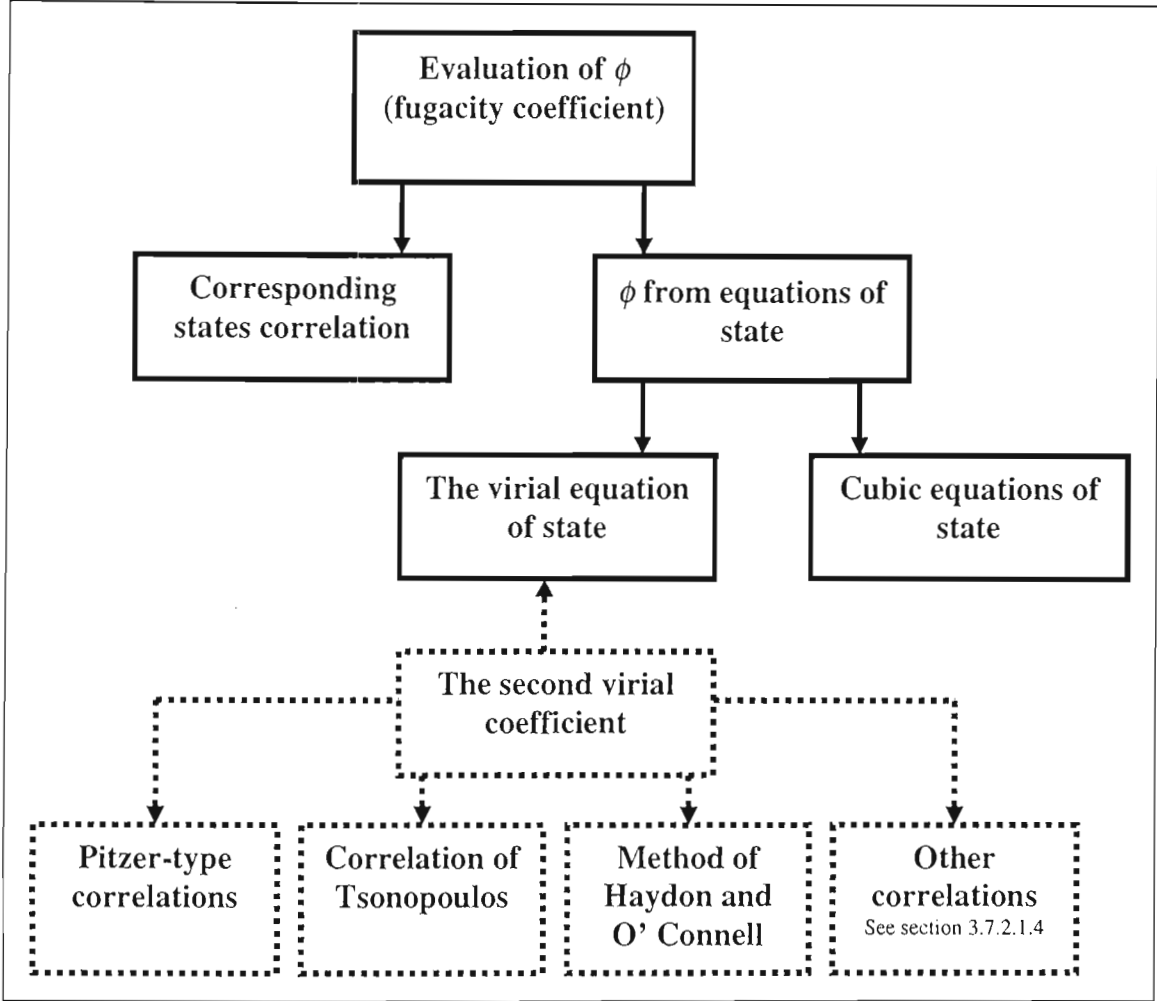 Evaluation of ϕ
(fugacity coefficient)
Corresponding
states correlation
ϕ from equations of
state
The virial equation
of state
Cubic equations of
state
The second virial
coefficient
Pitzer-type
correlations
Correlation of
Tsonopoulos
Method of
Haydon and
O' Connell
Other
correlations
See section 3.7.2.1.4